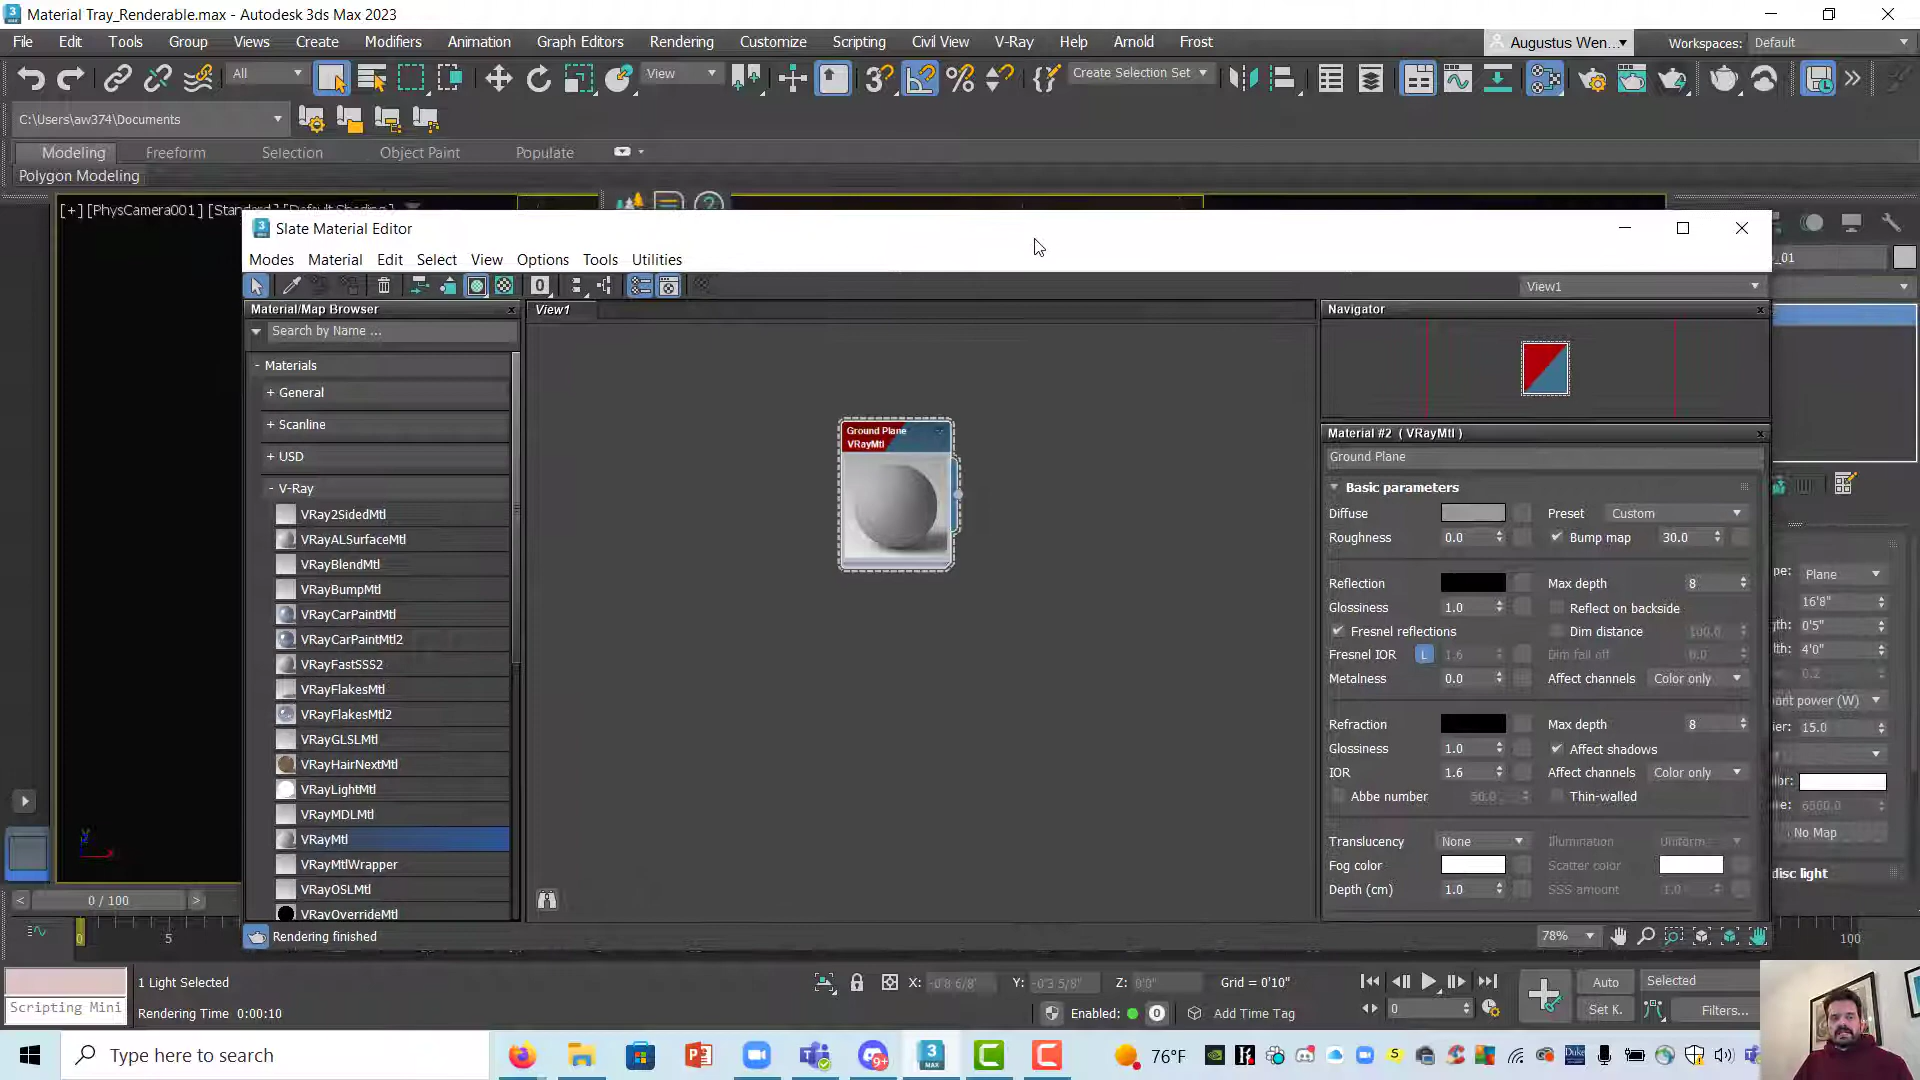 Material Tray_Renderable.max - Autodesk 3ds Max 2023
File Edit Tools Group Views Create Modifiers Animation Graph Editors Rendering Customize Scripting Civil View V-Ray Help Arnold Frost Augustus Wen... Workspaces: Default
All View Create Selection Set
C:\Users\aw374\Documents
Modeling Freeform Selection Object Paint Populate
Polygon Modeling
[+] [PhysCamera001] [Standard] [Default Shading]
Slate Material Editor
Modes Material Edit Select View Options Tools Utilities
_01
0 View1
Material/Map Browser View1 Navigator
Search by Name ...
- Materials
+ General
+ Scanline
+ USD
- V-Ray
VRay2SidedMtl
VRayALSurfaceMtl
VRayBlendMtl
VRayBumpMtl
VRayCarPaintMtl
VRayCarPaintMtl2
VRayFastSSS2
VRayFlakesMtl
VRayFlakesMtl2
VRayGLSLMtl
VRayHairNextMtl
VRayLightMtl
VRayMDLMtl
VRayMtl
VRayMtlWrapper
VRayOSLMtl
VRayOverrideMtl
Ground Plane
VRayMtl
Material #2 ( VRayMtl )
Ground Plane
Basic parameters
Diffuse Preset Custom
Roughness 0.0 Bump map 30.0
Reflection Max depth 8
Glossiness 1.0 Reflect on backside
Fresnel reflections Dim distance 100.0
Fresnel IOR L 1.6 Dim fall off 0.0
Metalness 0.0 Affect channels Color only
Refraction Max depth 8
Glossiness 1.0 Affect shadows
IOR 1.6 Affect channels Color only
Abbe number 50.0 Thin-walled
Translucency None Illumination Uniform
Fog color Scatter color
Depth (cm) 1.0 SSS amount 1.0
pe: Plane
16'8"
gth: 0'5"
dth: 4'0"
0.2
ant power (W)
ier: 15.0
or:
e: 6500.0
No Map
disc light
Rendering finished 78%
< 0 / 100 >
0 5 100
1 Light Selected X: -0'8 6/8" Y: -0'3 5/8" Z: 0'0" Grid = 0'10" Auto Selected
Scripting Mini Rendering Time 0:00:10 Enabled: 0 Add Time Tag 0 Set K. Filters...
Type here to search 76°F